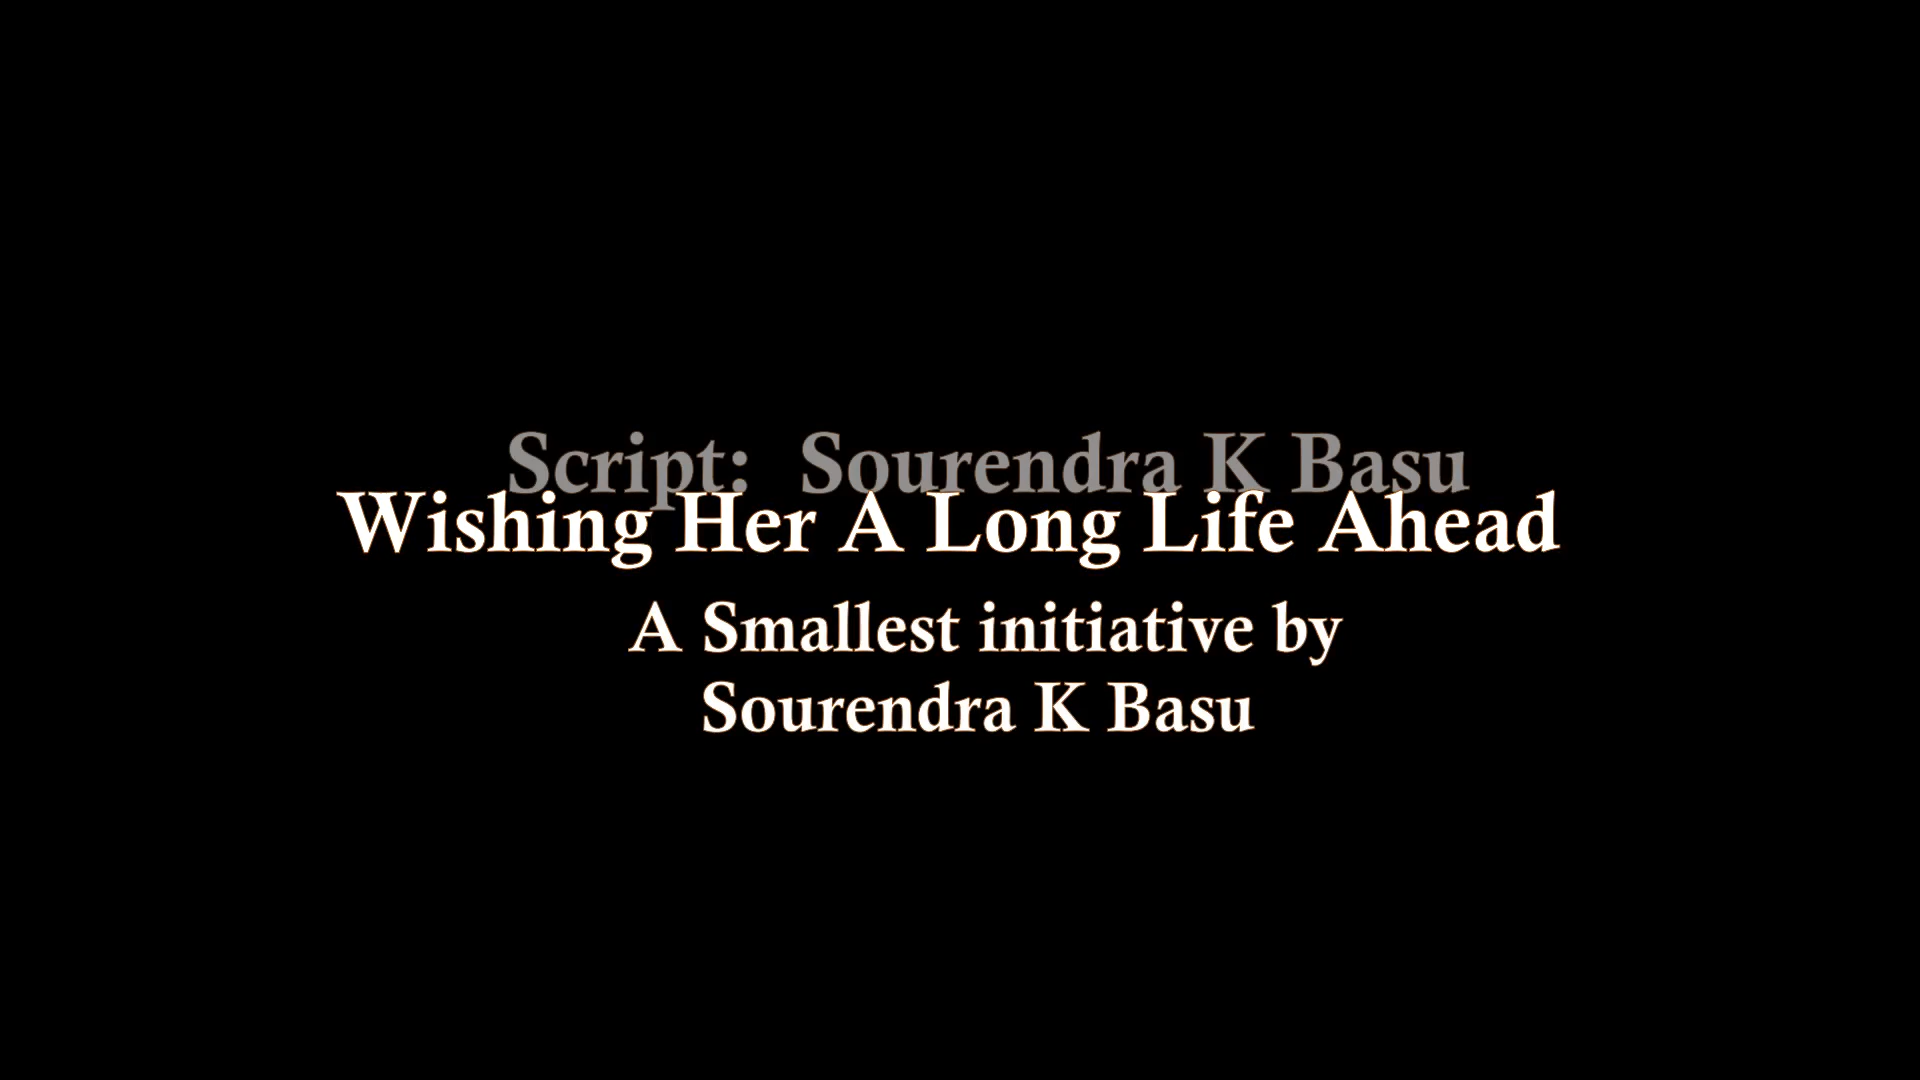 Script:  Sourendra K Basu
Wishing Her A Long Life Ahead
A Smallest initiative by
Sourendra K Basu